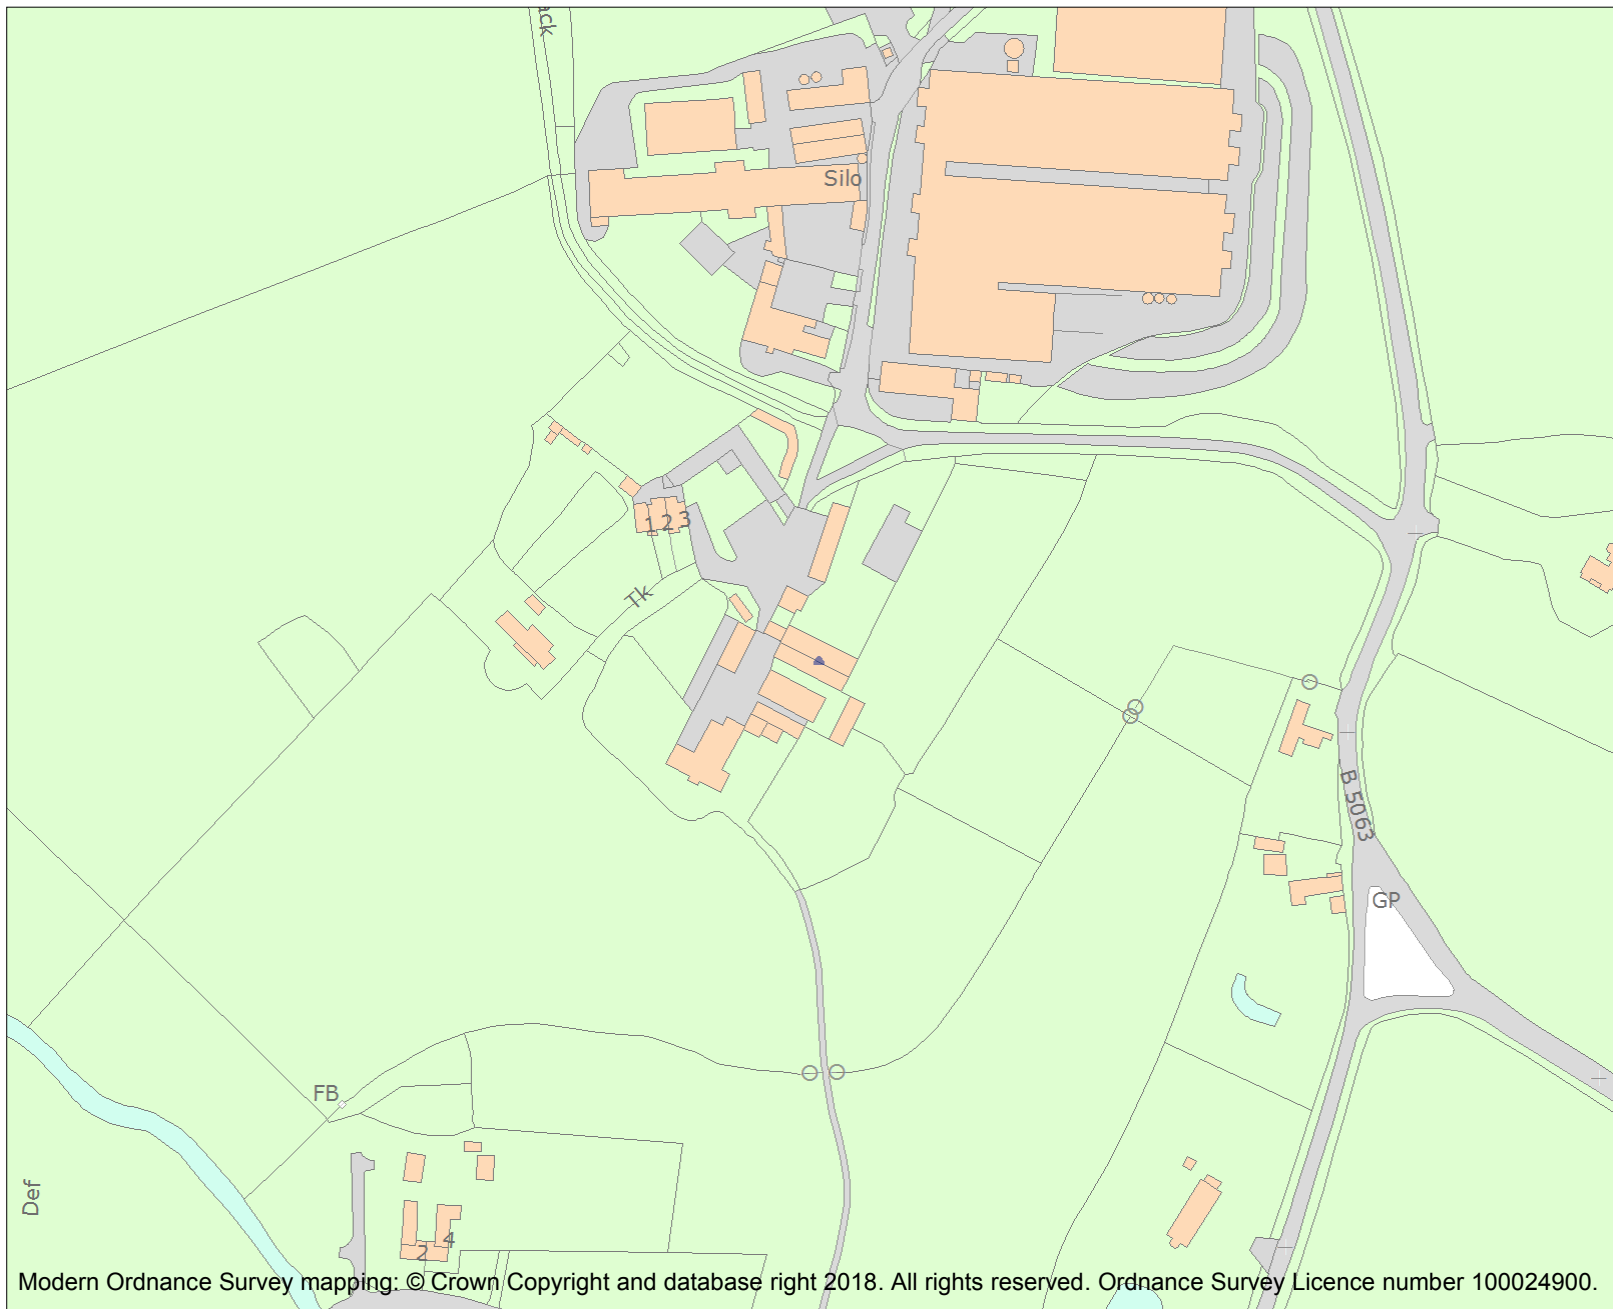 ack
Silo
1 2 3
Tk
B 5063
GP
FB
Def
2 4
Modern Ordnance Survey mapping: © Crown Copyright and database right 2018. All rights reserved. Ordnance Survey Licence number 100024900.